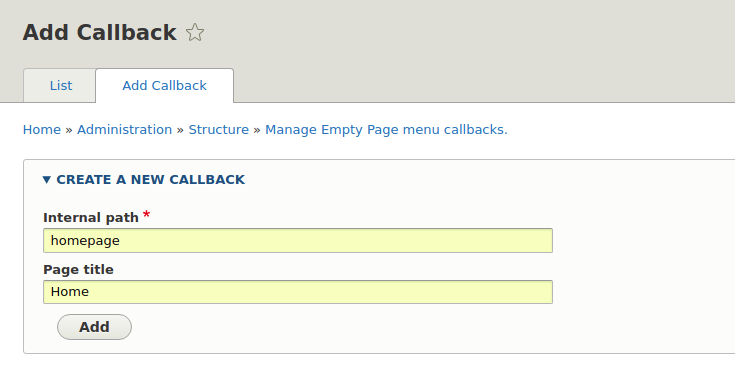 Add Callback
List Add Callback
Home » Administration » Structure » Manage Empty Page menu callbacks.
▼ CREATE A NEW CALLBACK
Internal path *
homepage
Page title
Home
Add